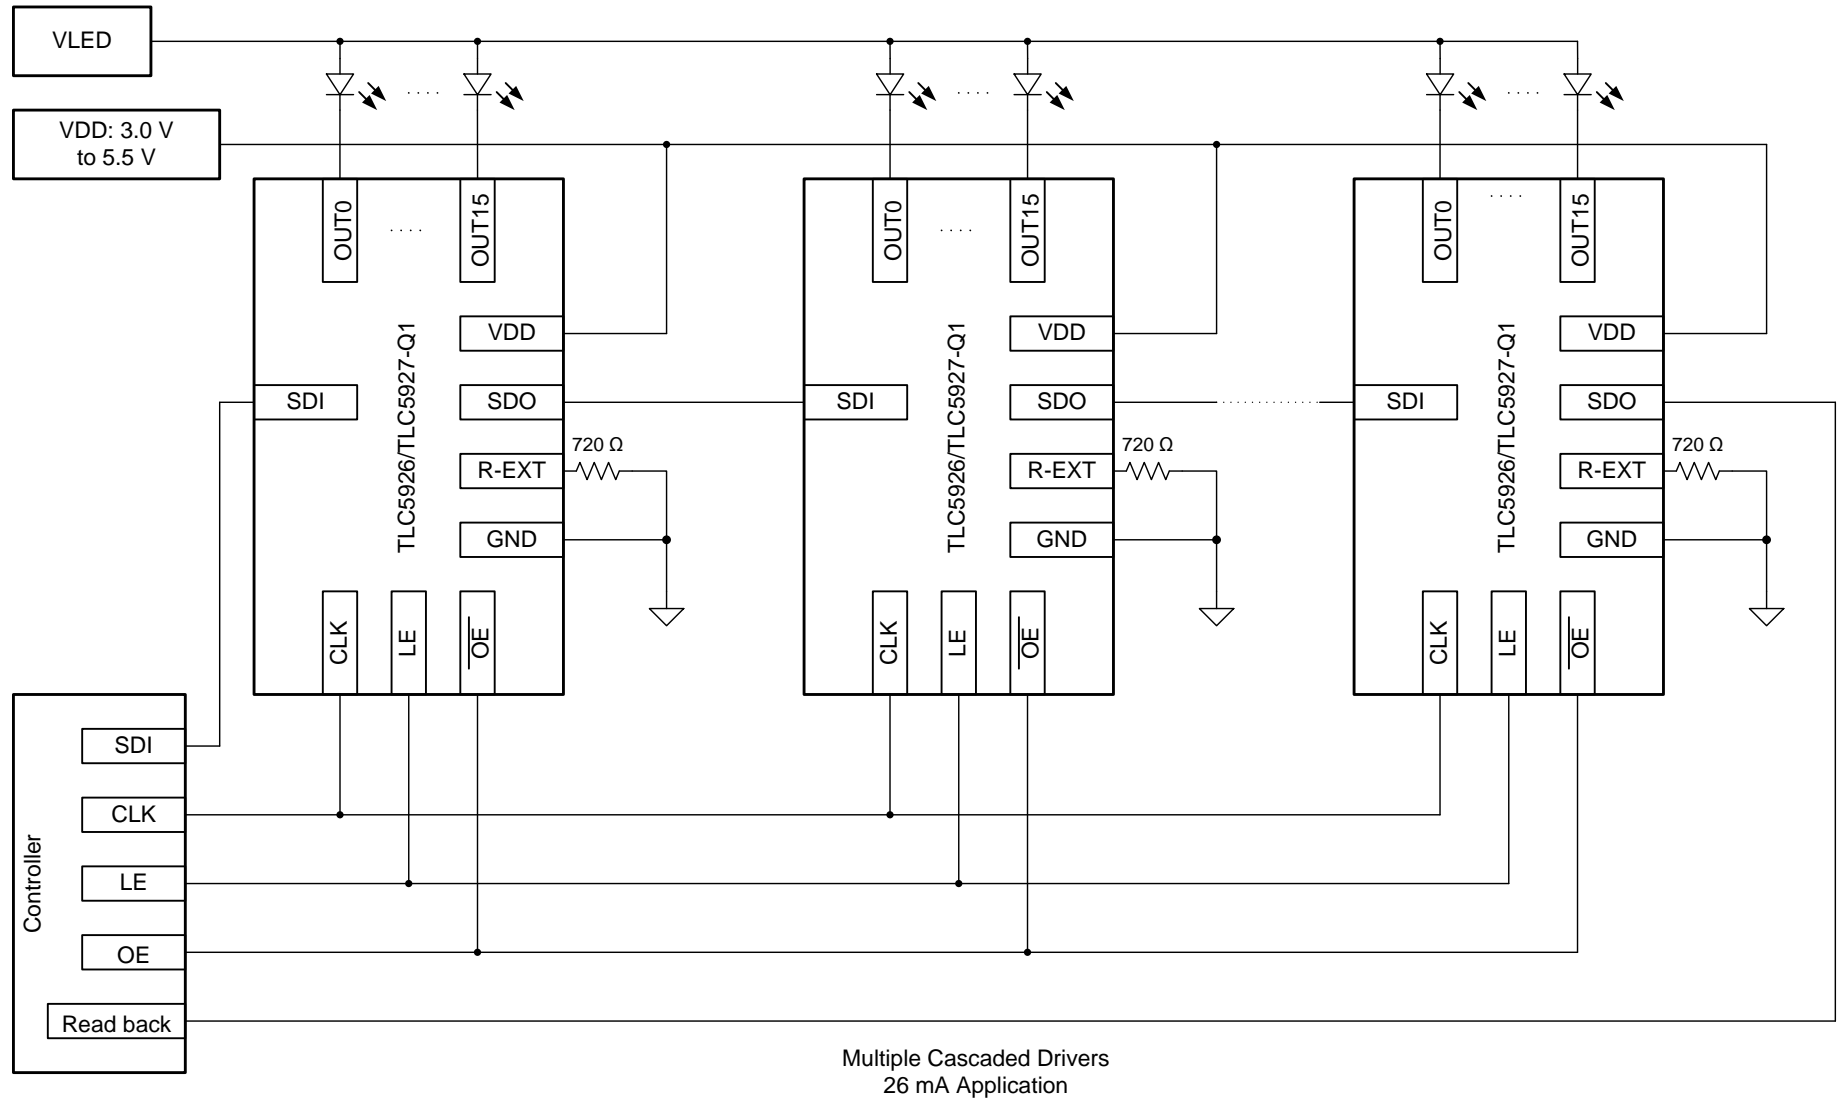 VLED
VDD: 3.0 V
to 5.5 V
OUT0
....
OUT15
VDD
SDI
SDO
720 Ω
R-EXT
GND
TLC5926/TLC5927-Q1
CLK
LE
OE
OUT0
....
OUT15
VDD
SDI
SDO
720 Ω
R-EXT
GND
TLC5926/TLC5927-Q1
CLK
LE
OE
OUT0
....
OUT15
VDD
SDI
SDO
720 Ω
R-EXT
GND
TLC5926/TLC5927-Q1
CLK
LE
OE
Controller
SDI
CLK
LE
OE
Read back
Multiple Cascaded Drivers
26 mA Application